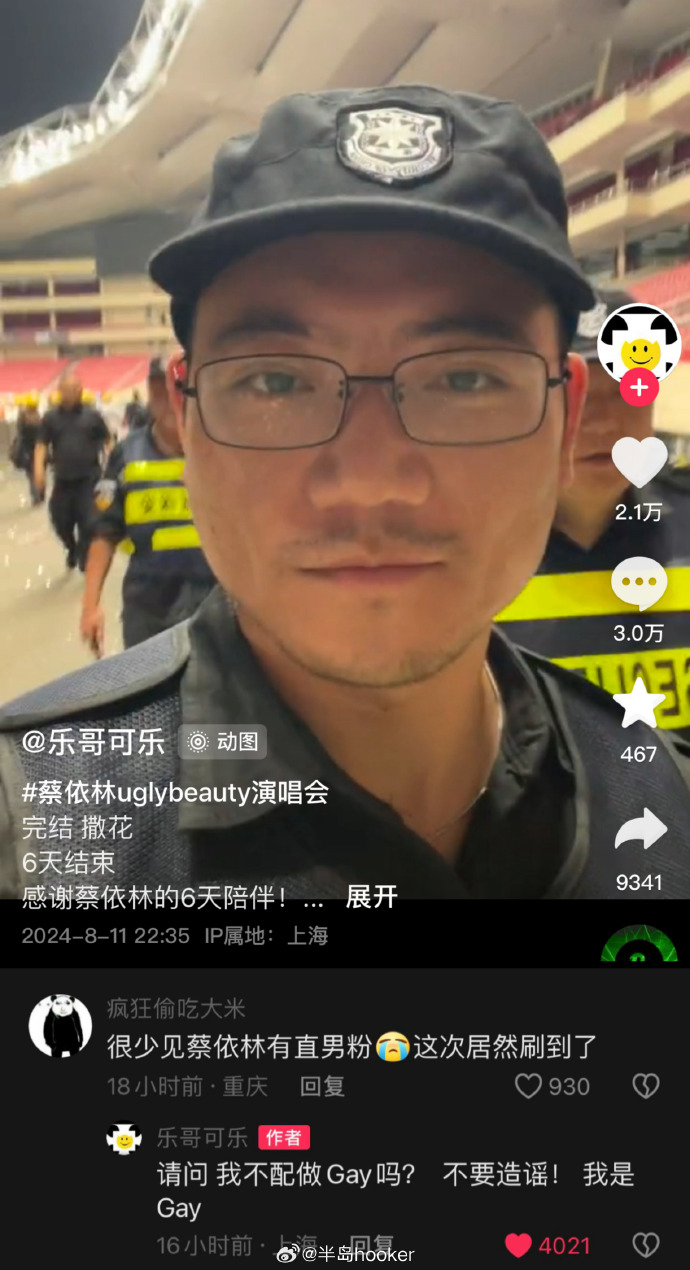 2.1万
3.0万
467
9341
@乐哥可乐 动图
#蔡依林uglybeauty演唱会
完结 撒花
6天结束
感谢蔡依林的6天陪伴！... 展开
2024-8-11 22:35 IP属地：上海
疯狂偷吃大米
很少见蔡依林有直男粉😭这次居然刷到了
18小时前·重庆 回复 930
乐哥可乐 作者
请问 我不配做Gay吗？ 不要造谣！ 我是
Gay
16小时前·上海 回复 4021
@半岛hooker